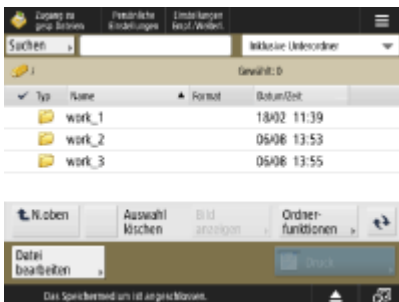 Zugang zu
gesp Dateien
Persönliche
Einstellungen
Einstellungen
Empf./Weiterl.
Suchen
Inklusive Unterordner
/
Gewählt: 0
Typ Name Format Datum/Zeit
work_1 18/02 11:39
work_2 06/08 13:53
work_3 06/08 13:55
N.oben
Auswahl
löschen
Bild
anzeigen
Ordner-
funktionen
Datei
bearbeiten
Druck
Das Speichermedium ist angeschlossen.